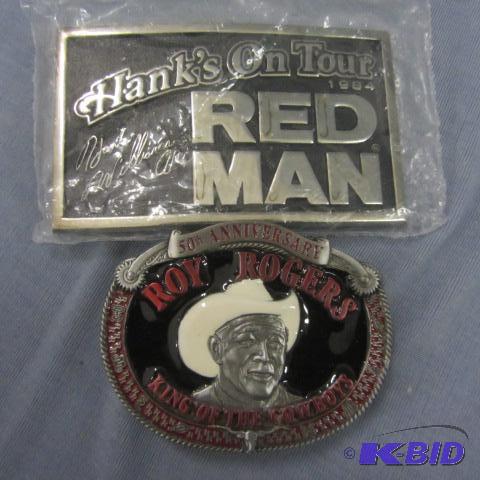 Hank's On Tour
1984
RED
MAN
50th ANNIVERSARY
ROY ROGERS
KING OF THE COWBOYS
© K-BID